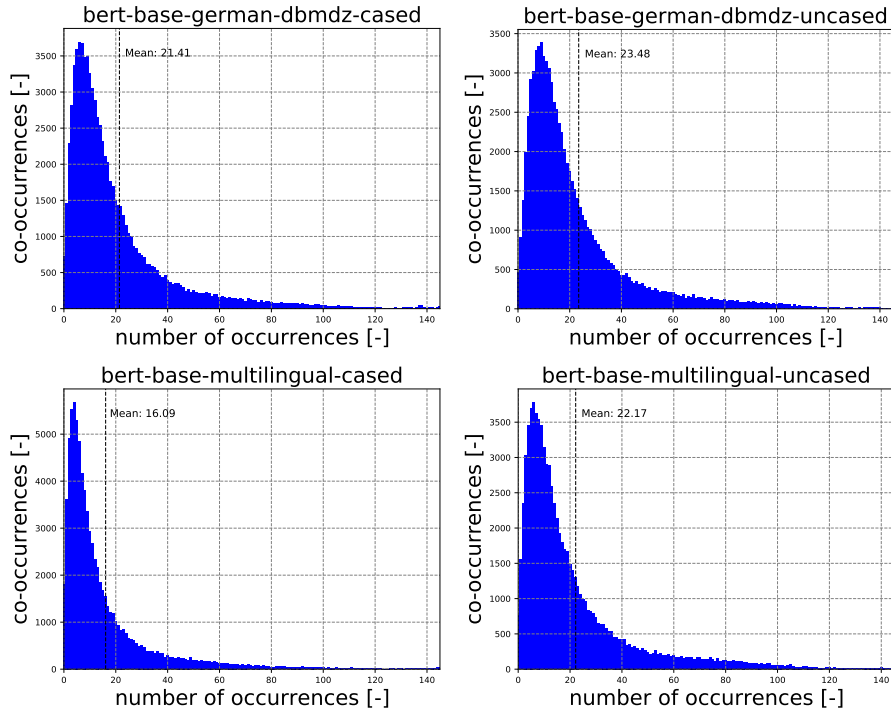 bert-base-german-dbmdz-cased
co-occurrences [-]
3500
3000
2500
2000
1500
1000
500
0
Mean: 21.41
0 20 40 60 80 100 120 140
number of occurrences [-]
bert-base-german-dbmdz-uncased
co-occurrences [-]
3500
3000
2500
2000
1500
1000
500
0
Mean: 23.48
0 20 40 60 80 100 120 140
number of occurrences [-]
bert-base-multilingual-cased
co-occurrences [-]
5000
4000
3000
2000
1000
0
Mean: 16.09
0 20 40 60 80 100 120 140
number of occurrences [-]
bert-base-multilingual-uncased
co-occurrences [-]
3500
3000
2500
2000
1500
1000
500
0
Mean: 22.17
0 20 40 60 80 100 120 140
number of occurrences [-]